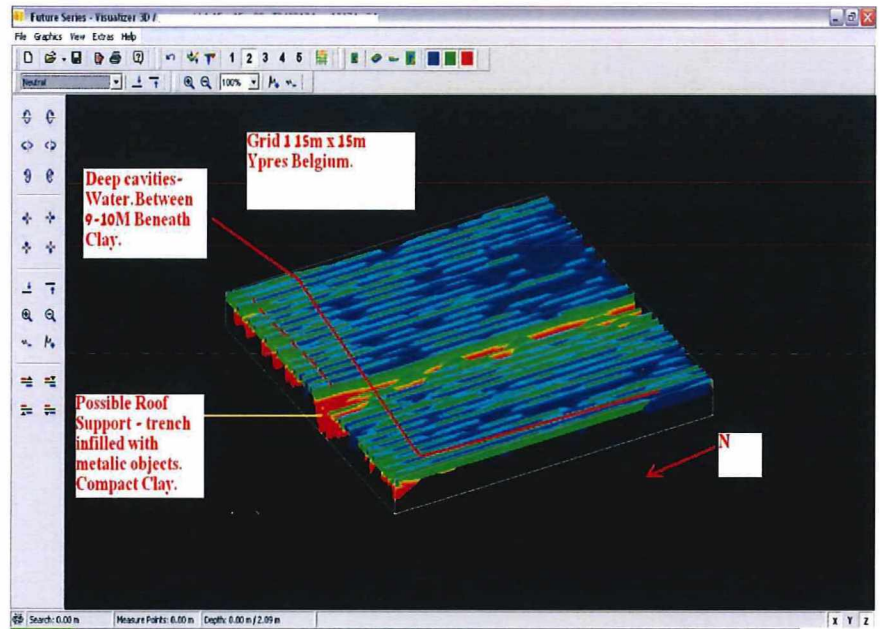 Future Series - Visualizer 3D /
File Graphics View Extras Help
1 2 3 4 5
Neutral
100%
Grid 1 15m x 15m
Ypres Belgium.
Deep cavities-
Water. Between
9-10M Beneath
Clay.
Possible Roof
Support - trench
infilled with
metalic objects.
Compact Clay.
N
Search: 0.00 m Measure Points: 0.00 m Depth: 0.00 m / 2.09 m X Y Z